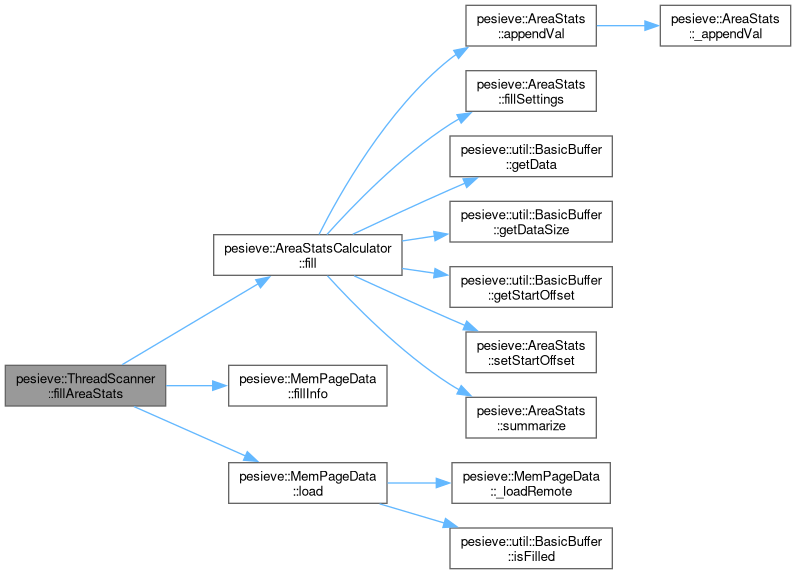 pesieve::AreaStats
::appendVal
pesieve::AreaStats
::_appendVal
pesieve::AreaStats
::fillSettings
pesieve::util::BasicBuffer
::getData
pesieve::util::BasicBuffer
::getDataSize
pesieve::AreaStatsCalculator
::fill
pesieve::util::BasicBuffer
::getStartOffset
pesieve::AreaStats
::setStartOffset
pesieve::ThreadScanner
::fillAreaStats
pesieve::MemPageData
::fillInfo
pesieve::AreaStats
::summarize
pesieve::MemPageData
::load
pesieve::MemPageData
::_loadRemote
pesieve::util::BasicBuffer
::isFilled